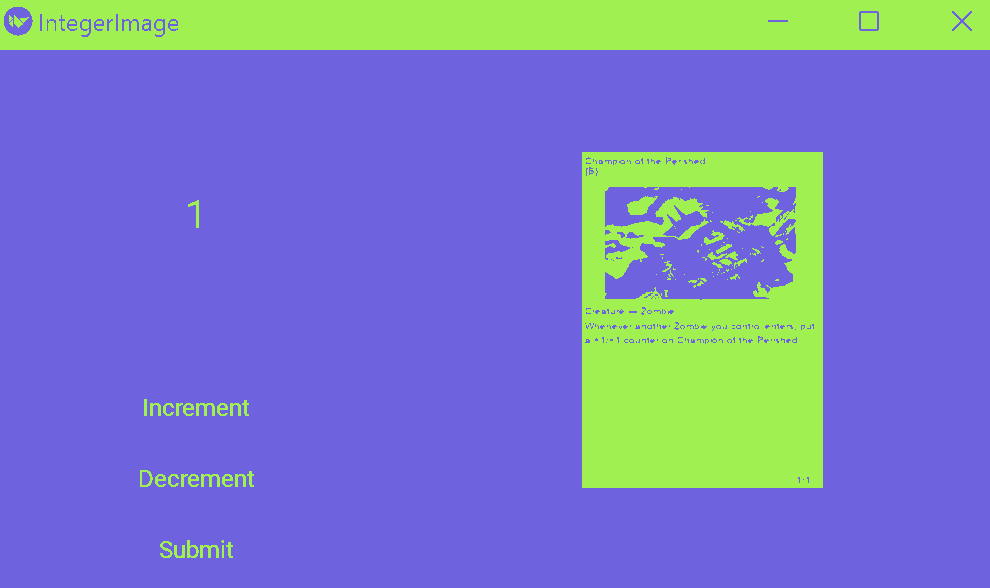 IntegerImage
1
Increment
Decrement
Submit
Champion of the Perished
{B}
Creature — Zombie
Whenever another Zombie you control enters, put
a +1/+1 counter on Champion of the Perished
1/1